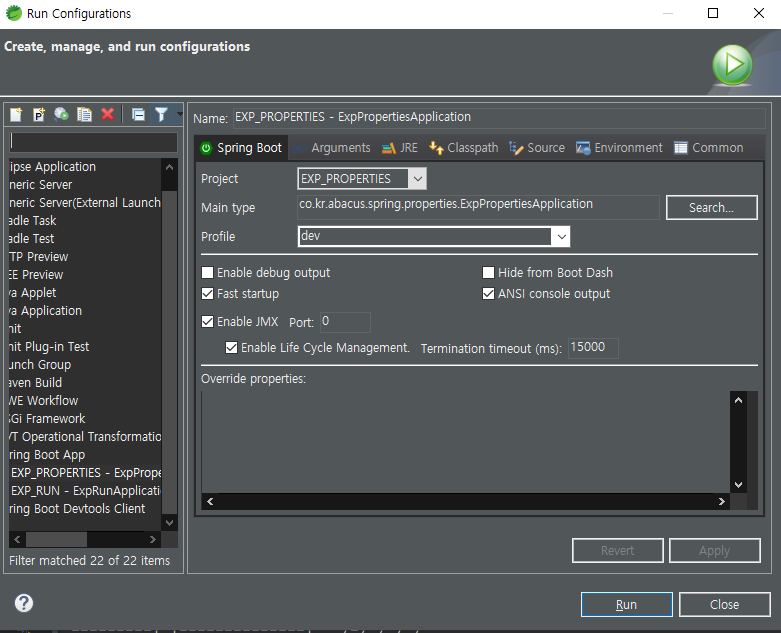 Run Configurations
Create, manage, and run configurations
Name: EXP_PROPERTIES - ExpPropertiesApplication
Spring Boot Arguments JRE Classpath Source Environment Common
Project EXP_PROPERTIES
Main type co.kr.abacus.spring.properties.ExpPropertiesApplication Search...
Profile dev
Enable debug output Hide from Boot Dash
Fast startup ANSI console output
Enable JMX Port: 0
Enable Life Cycle Management. Termination timeout (ms): 15000
Override properties:
Revert Apply
ipse Application
neric Server
neric Server(External Launch
adle Task
adle Test
TP Preview
EE Preview
va Applet
va Application
nit
nit Plug-in Test
unch Group
aven Build
WE Workflow
Gi Framework
/T Operational Transformatio
ring Boot App
EXP_PROPERTIES - ExpPrope
EXP_RUN - ExpRunApplicati
ring Boot Devtools Client
Filter matched 22 of 22 items
Run Close